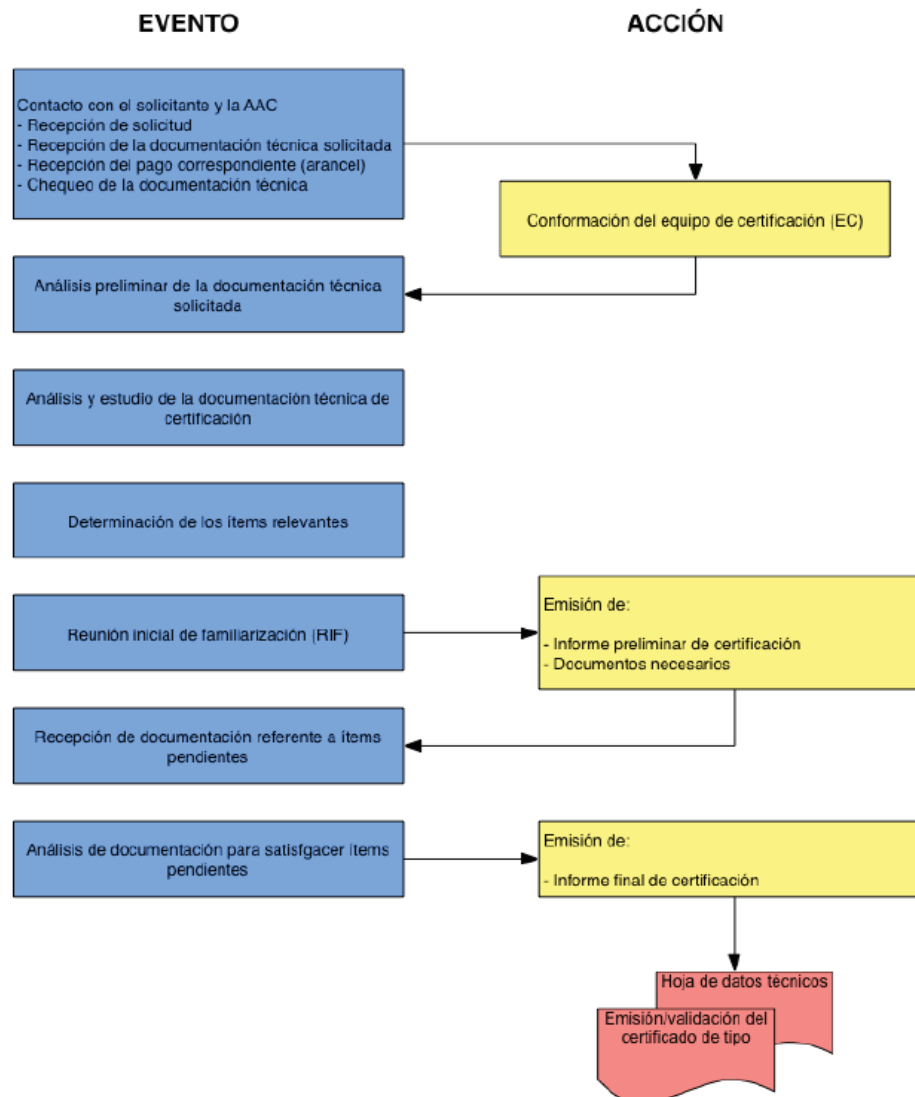 EVENTO
ACCIÓN
Contacto con el solicitante y la AAC
- Recepción de solicitud
- Recepción de la documentación técnica solicitada
- Recepción del pago correspondiente (arancel)
- Chequeo de la documentación técnica
Conformación del equipo de certificación (EC)
Análisis preliminar de la documentación técnica
solicitada
Análisis y estudio de la documentación técnica de
certificación
Determinación de los ítems relevantes
Reunión inicial de familiarización (RIF)
Emisión de:
- Informe preliminar de certificación
- Documentos necesarios
Recepción de documentación referente a ítems
pendientes
Análisis de documentación para satisfgacer ítems
pendientes
Emisión de:
- Informe final de certificación
Hoja de datos técnicos
Emisión/validación del
certificado de tipo